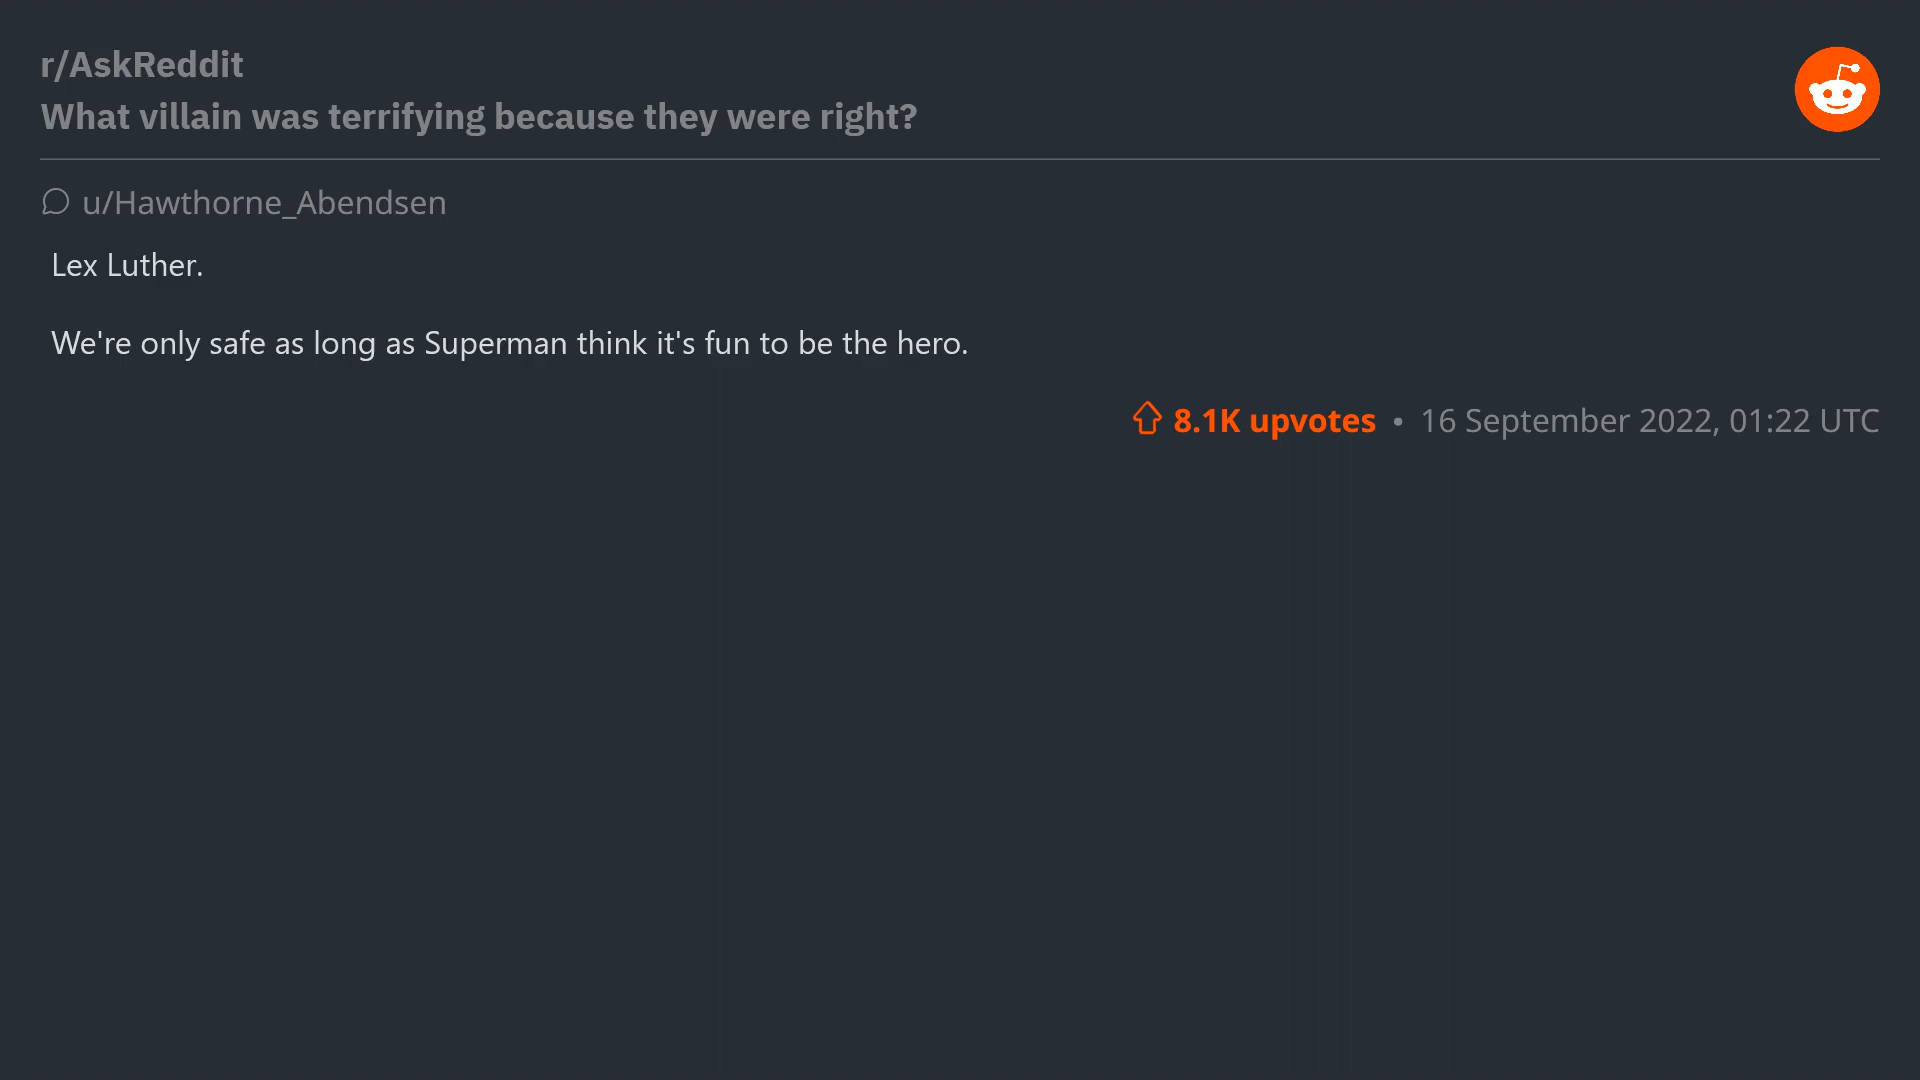 r/AskReddit
What villain was terrifying because they were right?
u/Hawthorne_Abendsen
Lex Luther.
We're only safe as long as Superman think it's fun to be the hero.
8.1K upvotes • 16 September 2022, 01:22 UTC